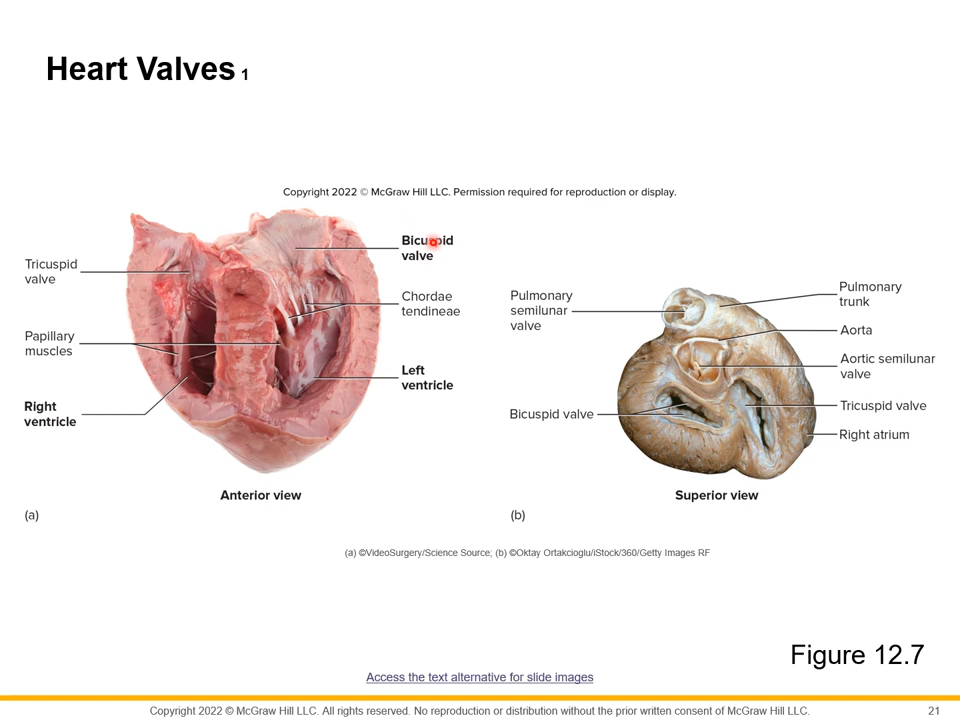 Heart Valves 1
Copyright 2022 © McGraw Hill LLC. Permission required for reproduction or display.
Tricuspid
valve
Papillary
muscles
Right
ventricle
Bicuspid
valve
Chordae
tendineae
Left
ventricle
Anterior view
(a)
Pulmonary
semilunar
valve
Bicuspid valve
Pulmonary
trunk
Aorta
Aortic semilunar
valve
Tricuspid valve
Right atrium
Superior view
(b)
(a) ©VideoSurgery/Science Source; (b) ©Oktay Ortakcioglu/iStock/360/Getty Images RF
Figure 12.7
Access the text alternative for slide images
Copyright 2022 © McGraw Hill LLC. All rights reserved. No reproduction or distribution without the prior written consent of McGraw Hill LLC.
21